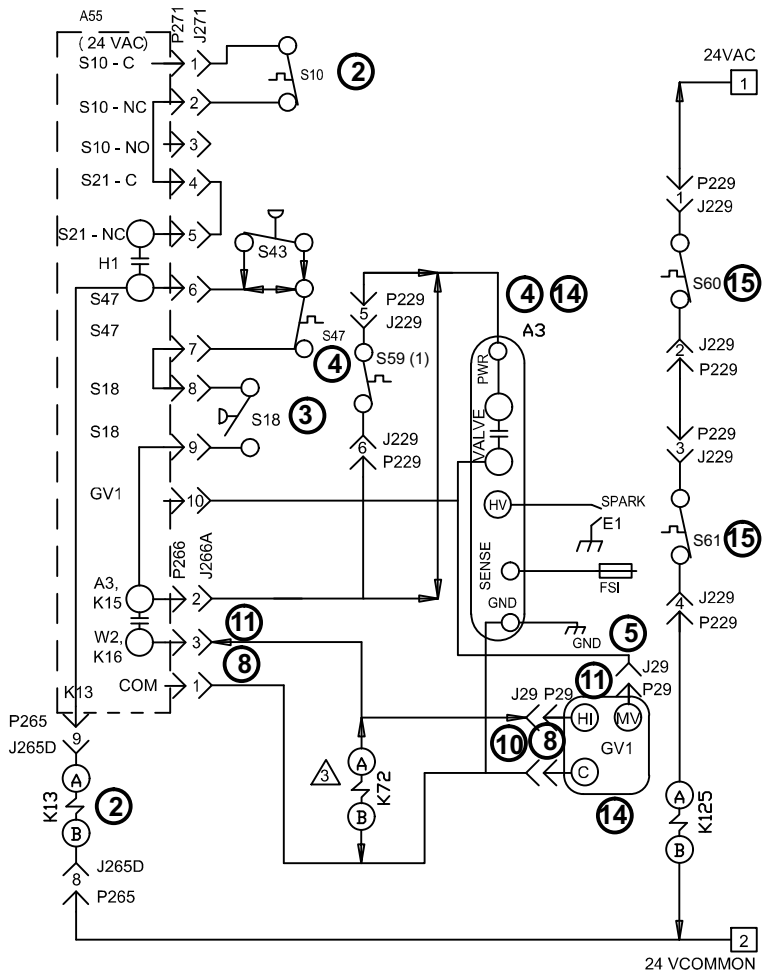 A55
P271
J271
( 24 VAC)
S10 - C
1
S10
2
S10 - NC
2
S10 - NO
3
S21 - C
4
S21 - NC
5
H1
S43
S47
6
S47
7
S47
4
S18
8
S18
3
S18
9
GV1
10
P266
J266A
A3,
K15
2
W2,
K16
3
11
8
COM
1
K13
P265
9
J265D
A
K13
B
2
J265D
8
P265
P229
5
J229
S59 (1)
J229
6
P229
4
14
A3
PWR
VALVE
HV
SPARK
E1
SENSE
FSI
GND
GND
5
J29
P29
11
J29
P29
10
8
HI
MV
GV1
C
14
3
A
K72
B
24VAC
1
P229
1
J229
S60
15
J229
2
P229
P229
3
J229
S61
15
J229
4
P229
A
K125
B
2
24 VCOMMON